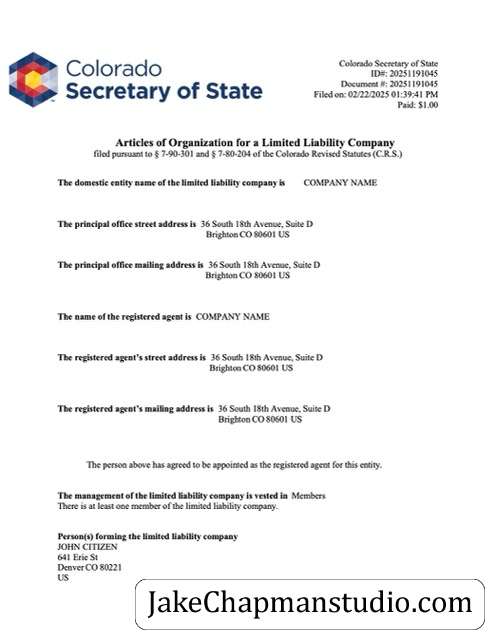 Colorado
Secretary of State
Colorado Secretary of State
ID#: 20251191045
Document #: 20251191045
Filed on: 02/22/2025 01:39:41 PM
Paid: $1.00
Articles of Organization for a Limited Liability Company
filed pursuant to § 7-90-301 and § 7-80-204 of the Colorado Revised Statutes (C.R.S.)
The domestic entity name of the limited liability company is COMPANY NAME
The principal office street address is 36 South 18th Avenue, Suite D
Brighton CO 80601 US
The principal office mailing address is 36 South 18th Avenue, Suite D
Brighton CO 80601 US
The name of the registered agent is COMPANY NAME
The registered agent's street address is 36 South 18th Avenue, Suite D
Brighton CO 80601 US
The registered agent's mailing address is 36 South 18th Avenue, Suite D
Brighton CO 80601 US
The person above has agreed to be appointed as the registered agent for this entity.
The management of the limited liability company is vested in Members
There is at least one member of the limited liability company.
Person(s) forming the limited liability company
JOHN CITIZEN
641 Erie St
Denver CO 80221
US
JakeChapmanstudio.com